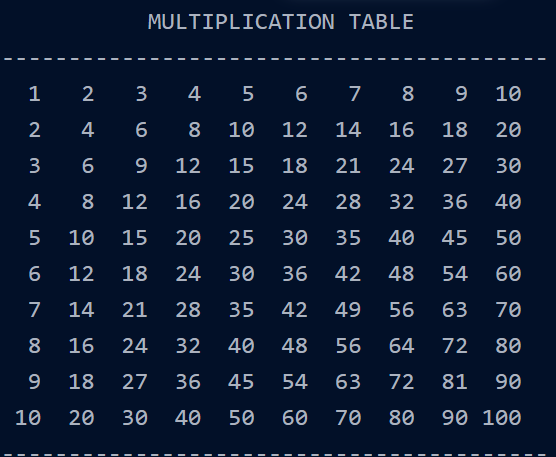 MULTIPLICATION TABLE
-----------------------------------------
1 2 3 4 5 6 7 8 9 10
2 4 6 8 10 12 14 16 18 20
3 6 9 12 15 18 21 24 27 30
4 8 12 16 20 24 28 32 36 40
5 10 15 20 25 30 35 40 45 50
6 12 18 24 30 36 42 48 54 60
7 14 21 28 35 42 49 56 63 70
8 16 24 32 40 48 56 64 72 80
9 18 27 36 45 54 63 72 81 90
10 20 30 40 50 60 70 80 90 100
-----------------------------------------